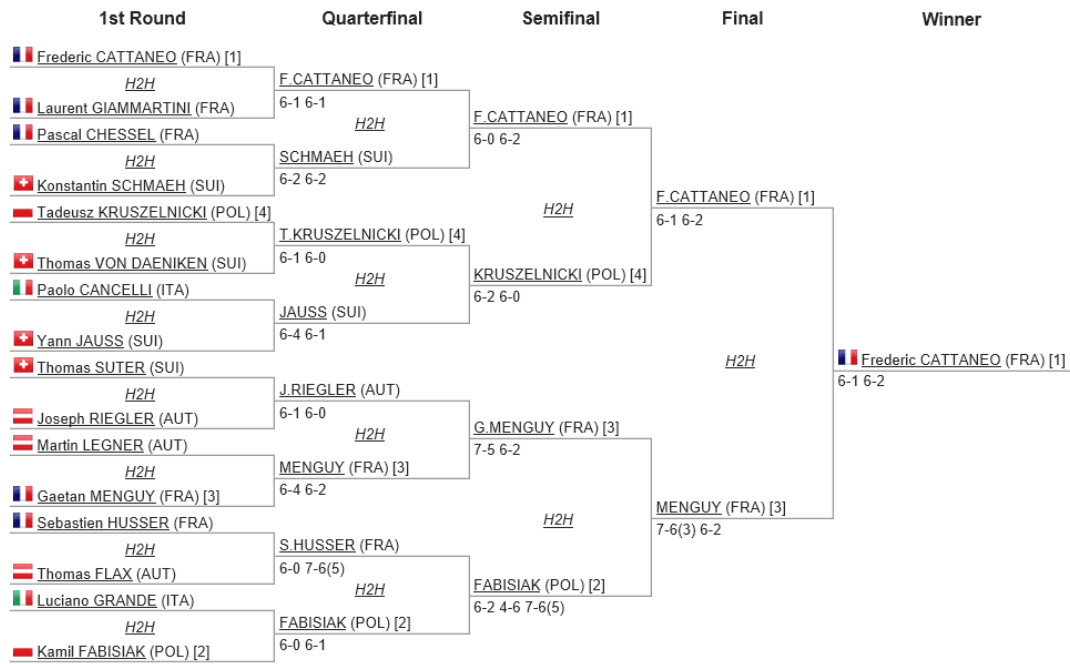 1st Round
Quarterfinal
Semifinal
Final
Winner
Frederic CATTANEO (FRA) [1]
H2H
Laurent GIAMMARTINI (FRA)
Pascal CHESSEL (FRA)
H2H
Konstantin SCHMAEH (SUI)
Tadeusz KRUSZELNICKI (POL) [4]
H2H
Thomas VON DAENIKEN (SUI)
Paolo CANCELLI (ITA)
H2H
Yann JAUSS (SUI)
Thomas SUTER (SUI)
H2H
Joseph RIEGLER (AUT)
Martin LEGNER (AUT)
H2H
Gaetan MENGUY (FRA) [3]
Sebastien HUSSER (FRA)
H2H
Thomas FLAX (AUT)
Luciano GRANDE (ITA)
H2H
Kamil FABISIAK (POL) [2]
F.CATTANEO (FRA) [1]
6-1 6-1
H2H
SCHMAEH (SUI)
6-2 6-2
T.KRUSZELNICKI (POL) [4]
6-1 6-0
H2H
JAUSS (SUI)
6-4 6-1
J.RIEGLER (AUT)
6-1 6-0
H2H
MENGUY (FRA) [3]
6-4 6-2
S.HUSSER (FRA)
6-0 7-6(5)
H2H
FABISIAK (POL) [2]
6-0 6-1
F.CATTANEO (FRA) [1]
6-0 6-2
H2H
KRUSZELNICKI (POL) [4]
6-2 6-0
G.MENGUY (FRA) [3]
7-5 6-2
H2H
FABISIAK (POL) [2]
6-2 4-6 7-6(5)
F.CATTANEO (FRA) [1]
6-1 6-2
H2H
MENGUY (FRA) [3]
7-6(3) 6-2
Frederic CATTANEO (FRA) [1]
6-1 6-2